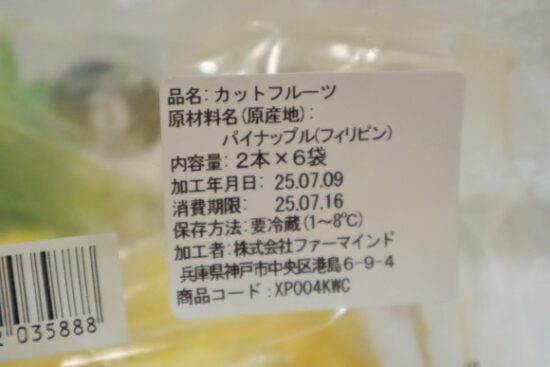 品名: カットフルーツ
原材料名(原産地):
パイナップル(フィリピン)
内容量: 2本×6袋
加工年月日: 25.07.09
消費期限: 25.07.16
保存方法: 要冷蔵(1~8℃)
加工者: 株式会社ファーマインド
兵庫県神戸市中央区港島6-9-4
商品コード: XP004KWC
035888